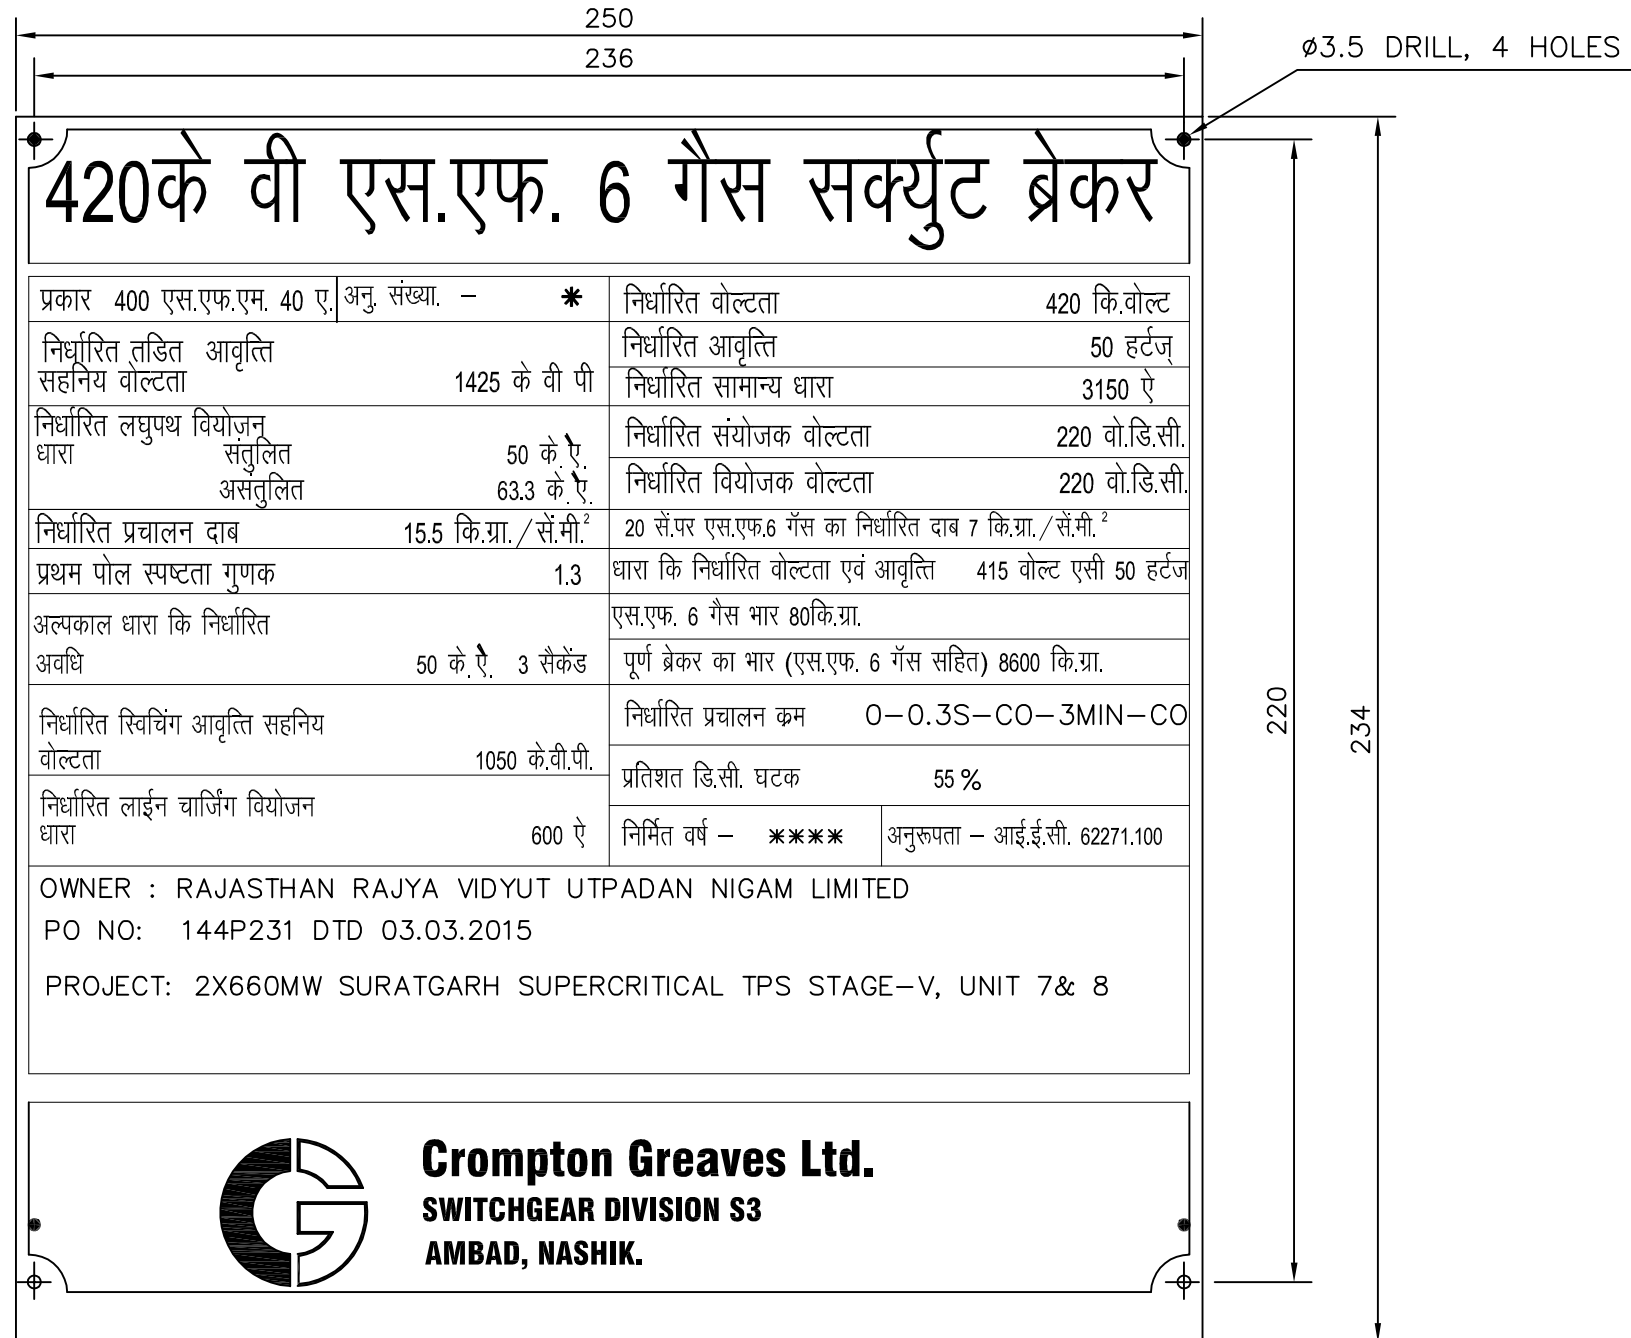 250
236
ø3.5 DRILL, 4 HOLES
420के वी एस.एफ. 6 गैस सर्क्युट ब्रेकर
प्रकार 400 एस.एफ.एम. 40 ए.
अनु. संख्या. – *
निर्धारित वोल्टता 420 कि.वोल्ट
निर्धारित तडित आवृत्ति
सहनिय वोल्टता 1425 के वी पी
निर्धारित आवृत्ति 50 हर्टज्
निर्धारित सामान्य धारा 3150 ऐ
निर्धारित लघुपथ वियोजन
धारा संतुलित 50 के.ऐ.
असंतुलित 63.3 के.ऐ.
निर्धारित संयोजक वोल्टता 220 वो.डि.सी.
निर्धारित वियोजक वोल्टता 220 वो.डि.सी.
निर्धारित प्रचालन दाब 15.5 कि.ग्रा./सें.मी.²
20 सें.पर एस.एफ.6 गॅस का निर्धारित दाब 7 कि.ग्रा./सें.मी.²
प्रथम पोल स्पष्टता गुणक 1.3
धारा कि निर्धारित वोल्टता एवं आवृत्ति 415 वोल्ट एसी 50 हर्टज
अल्पकाल धारा कि निर्धारित
अवधि 50 के.ऐ. 3 सैकेंड
एस.एफ. 6 गैस भार 80कि.ग्रा.
पूर्ण ब्रेकर का भार (एस.एफ. 6 गॅस सहित) 8600 कि.ग्रा.
निर्धारित स्विचिंग आवृत्ति सहनिय
वोल्टता 1050 के.वी.पी.
निर्धारित प्रचालन क्रम O–0.3S–CO–3MIN–CO
प्रतिशत डि.सी. घटक 55 %
निर्धारित लाईन चार्जिंग वियोजन
धारा 600 ऐ
निर्मित वर्ष – ****
अनुरूपता – आई.ई.सी. 62271.100
OWNER : RAJASTHAN RAJYA VIDYUT UTPADAN NIGAM LIMITED
PO NO: 144P231 DTD 03.03.2015
PROJECT: 2X660MW SURATGARH SUPERCRITICAL TPS STAGE–V, UNIT 7& 8
220
234
Crompton Greaves Ltd.
SWITCHGEAR DIVISION S3
AMBAD, NASHIK.